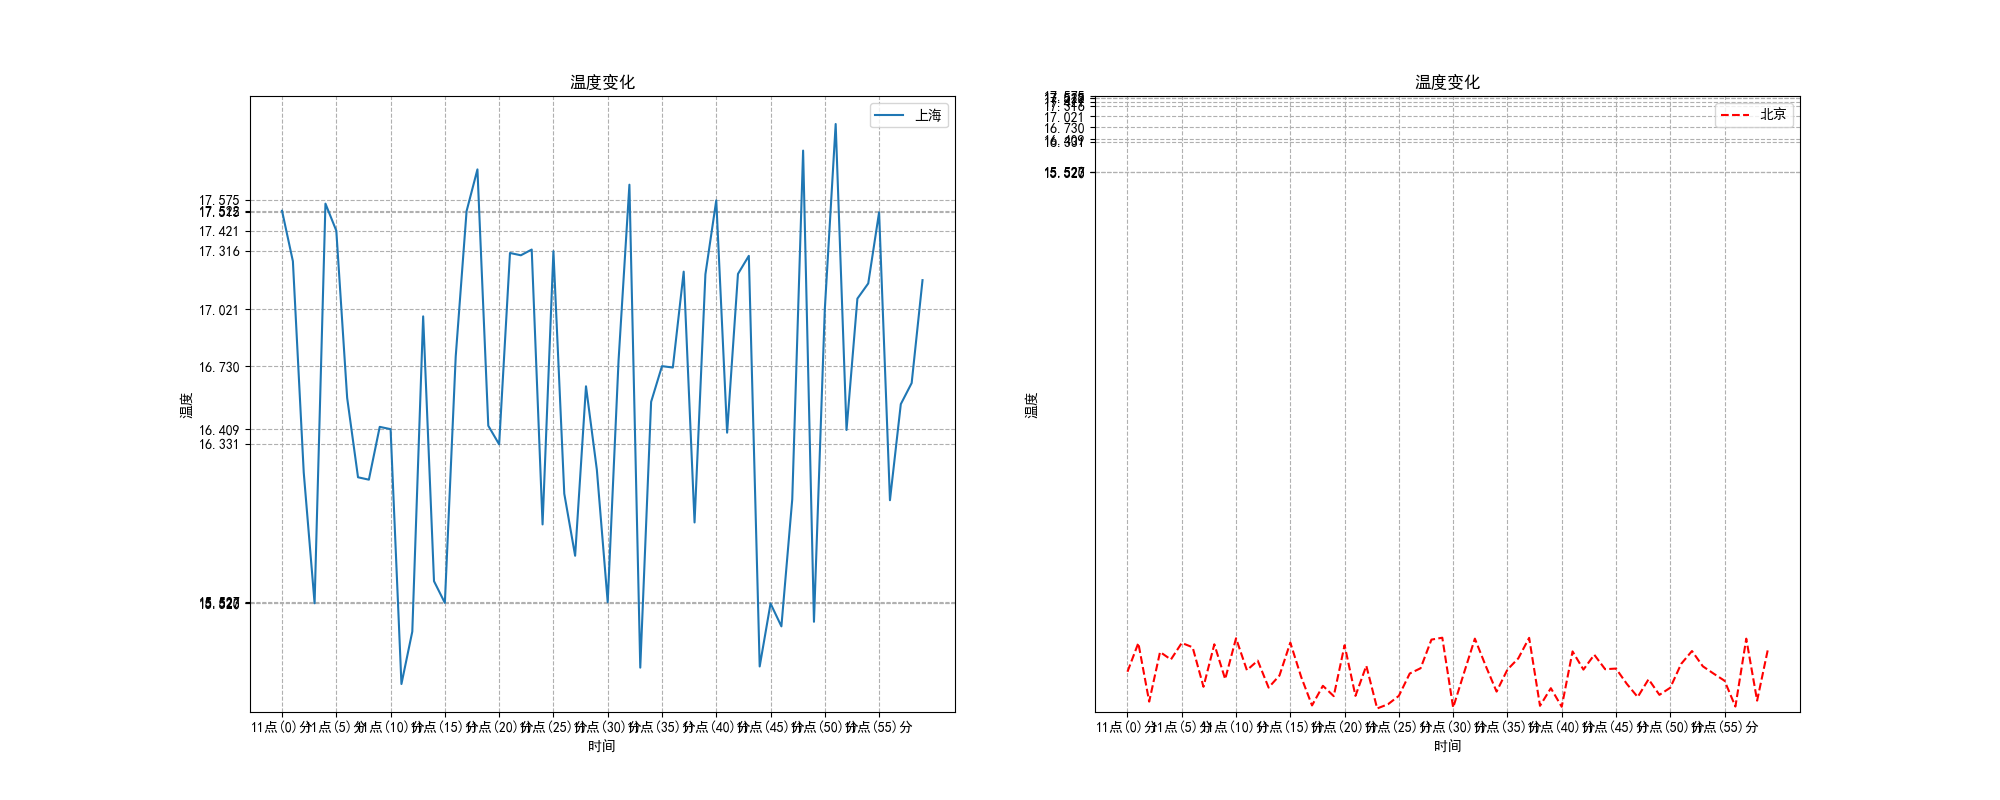 温度变化
上海
17.575
17.421
17.316
17.021
16.730
16.409
16.331
15.520
温度
11点(0)分
11点(5)分
11点(10)分
11点(15)分
11点(20)分
11点(25)分
11点(30)分
11点(35)分
11点(40)分
11点(45)分
11点(50)分
11点(55)分
时间
温度变化
北京
17.575
17.316
17.021
16.730
16.409
16.331
15.520
温度
11点(0)分
11点(5)分
11点(10)分
11点(15)分
11点(20)分
11点(25)分
11点(30)分
11点(35)分
11点(40)分
11点(45)分
11点(50)分
11点(55)分
时间